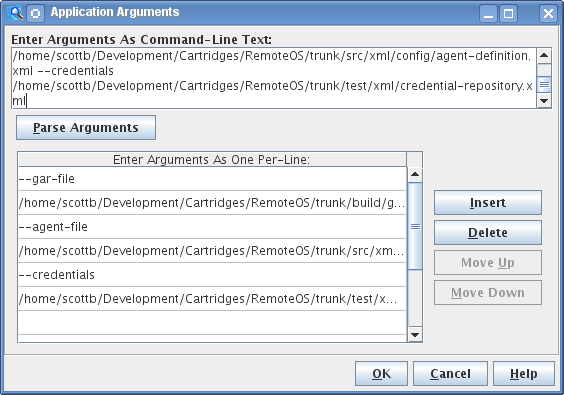 Application Arguments
Enter Arguments As Command-Line Text:
/home/scottb/Development/Cartridges/RemoteOS/trunk/src/xml/config/agent-definition.
xml --credentials
/home/scottb/Development/Cartridges/RemoteOS/trunk/test/xml/credential-repository.x
ml
Parse Arguments
Enter Arguments As One Per-Line:
--gar-file
/home/scottb/Development/Cartridges/RemoteOS/trunk/build/g...
--agent-file
/home/scottb/Development/Cartridges/RemoteOS/trunk/src/xm...
--credentials
/home/scottb/Development/Cartridges/RemoteOS/trunk/test/x...
Insert
Delete
Move Up
Move Down
OK
Cancel
Help